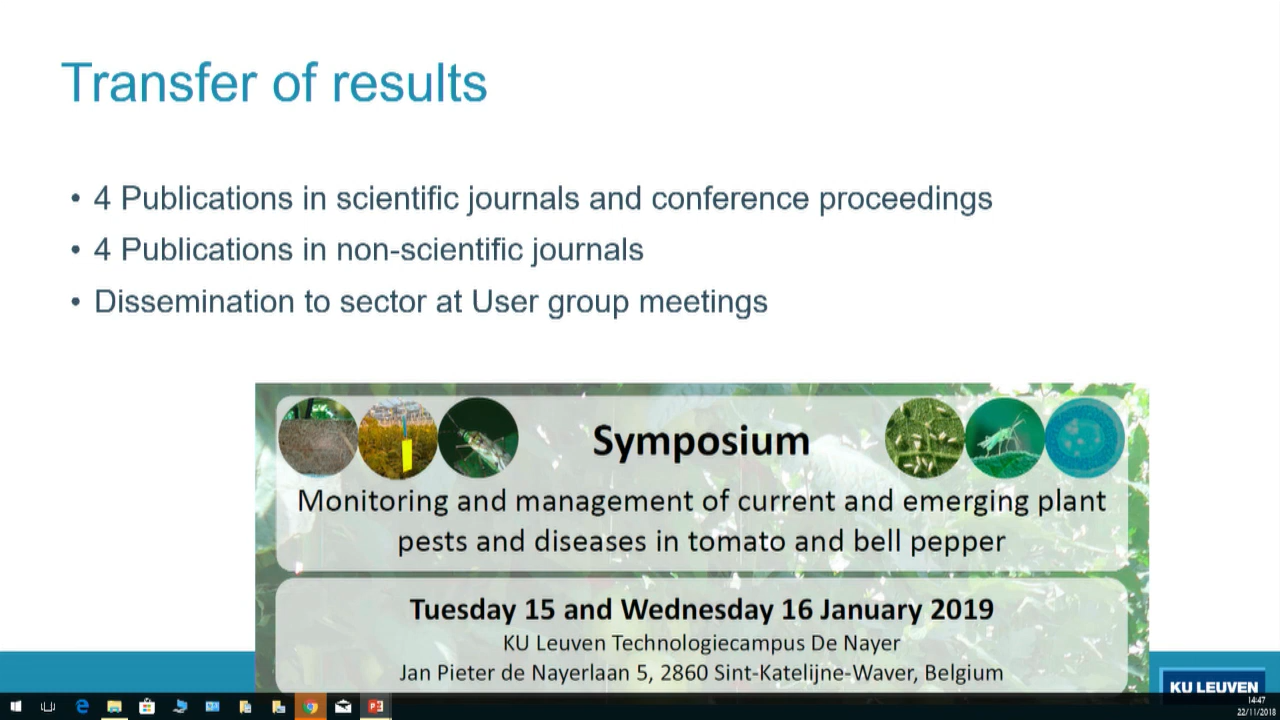 Transfer of results
• 4 Publications in scientific journals and conference proceedings
• 4 Publications in non-scientific journals
• Dissemination to sector at User group meetings
Symposium
Monitoring and management of current and emerging plant
pests and diseases in tomato and bell pepper
Tuesday 15 and Wednesday 16 January 2019
KU Leuven Technologiecampus De Nayer
Jan Pieter de Nayerlaan 5, 2860 Sint-Katelijne-Waver, Belgium
KU LEUVEN
14:47
22/11/2018